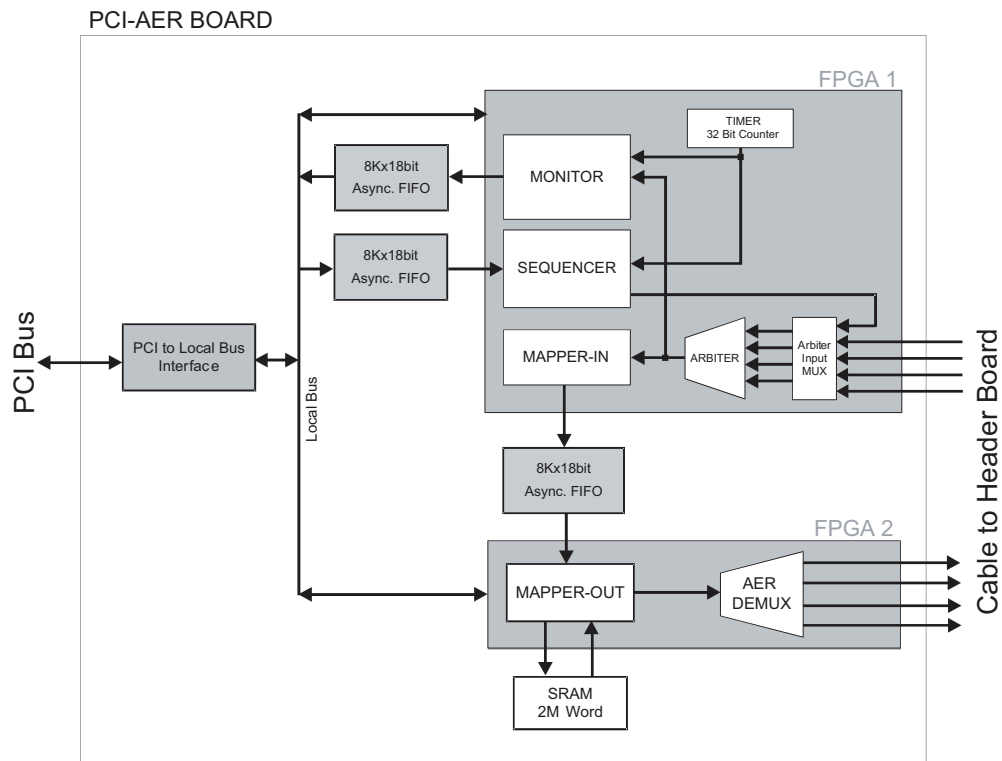 PCI-AER BOARD
FPGA 1
TIMER
32 Bit Counter
8Kx18bit
Async. FIFO
MONITOR
8Kx18bit
Async. FIFO
SEQUENCER
PCI Bus
PCI to Local Bus
Interface
Local Bus
MAPPER-IN
ARBITER
Arbiter
Input
MUX
Cable to Header Board
8Kx18bit
Async. FIFO
FPGA 2
MAPPER-OUT
AER
DEMUX
SRAM
2M Word